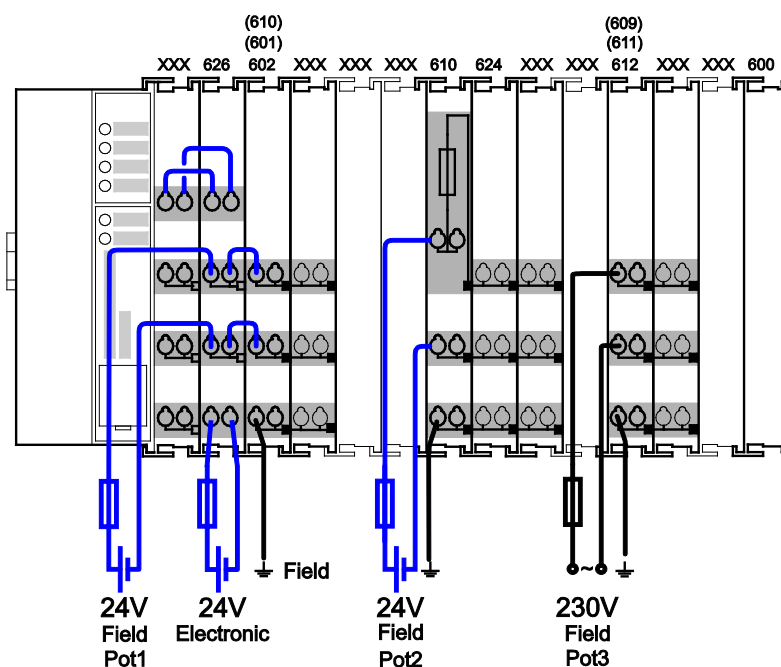 (610) (609)
(601) (611)
XXX 626 602 XXX XXX XXX 610 624 XXX XXX 612 XXX XXX 600
Field
24V 24V 24V 230V
Field Electronic Field Field
Pot1 Pot2 Pot3
~